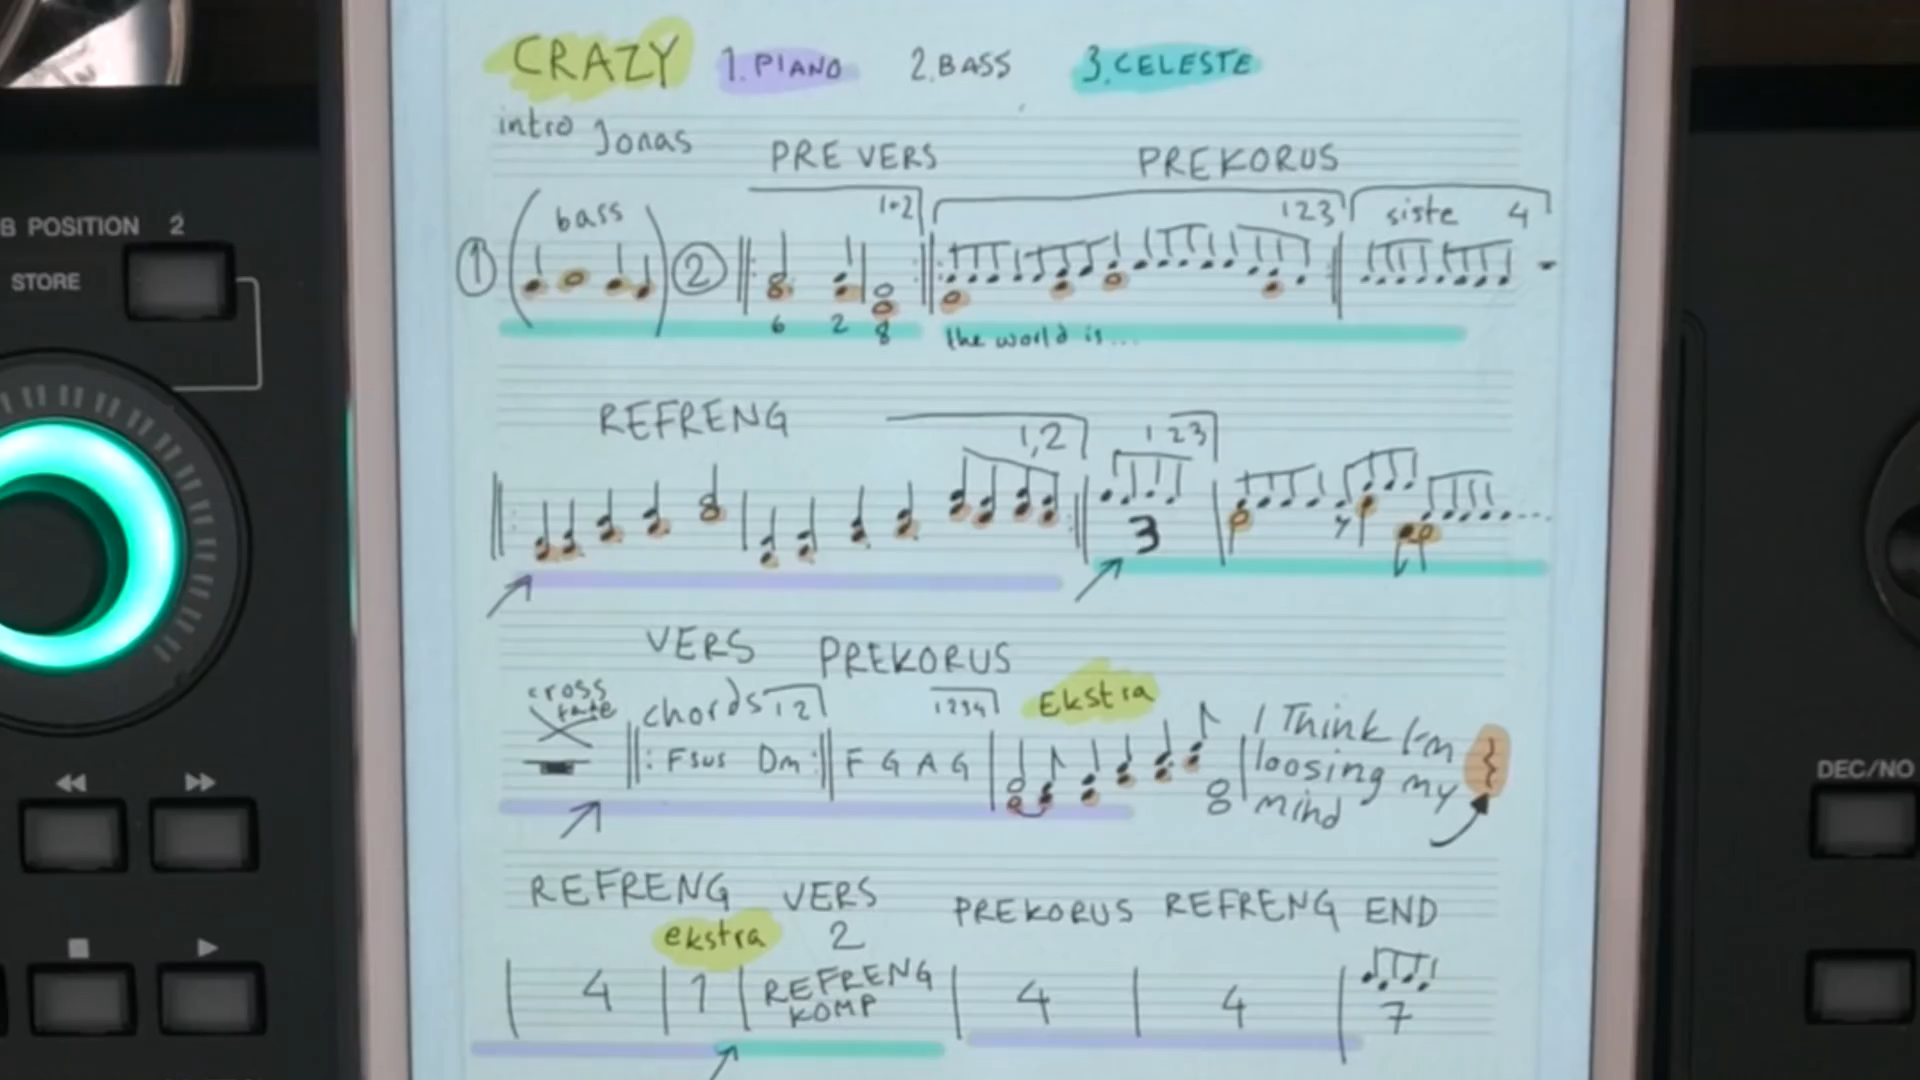 CRAZY 1.PIANO 2.BASS 3.CELESTE
intro Jonas
PRE VERS PREKORUS
1 (bass) 2 1+2 123 siste 4
6 2 8 the world is...
REFRENG 1,2 123
3
VERS PREKORUS
cross chords 12 1234 Ekstra
Fsus Dm F G A G
I Think I'm
loosing my
mind
REFRENG VERS PREKORUS REFRENG END
ekstra 2
4 1 REFRENG 4 4 7
KOMP
B POSITION 2
STORE
DEC/NO